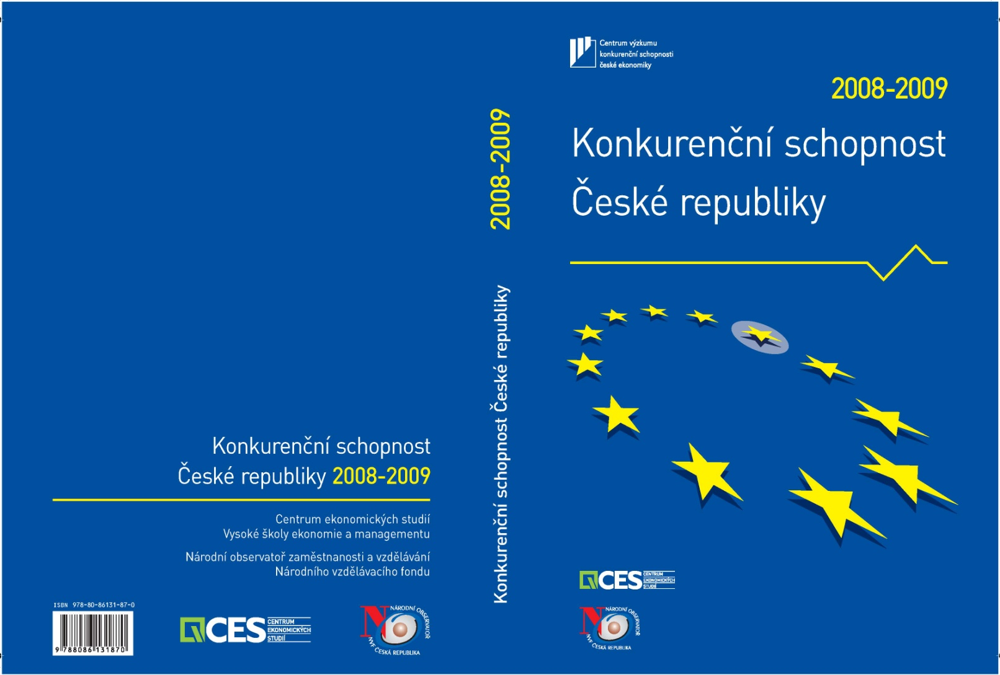 Konkurenční schopnost
České republiky 2008-2009
Centrum ekonomických studií
Vysoké školy ekonomie a managementu
Národní observatoř zaměstnanosti a vzdělávání
Národního vzdělávacího fondu
ISBN 978-80-86131-87-0
9 788086 131870
CES
CENTRUM
EKONOMICKÝCH
STUDIÍ
NÁRODNÍ OBSERVATOŘ
NVF ČESKÁ REPUBLIKA
Konkurenční schopnost České republiky 2008-2009
Centrum výzkumu
konkurenční schopnosti
české ekonomiky
2008-2009
Konkurenční schopnost
České republiky
CES
CENTRUM
EKONOMICKÝCH
STUDIÍ
NÁRODNÍ OBSERVATOŘ
NVF ČESKÁ REPUBLIKA